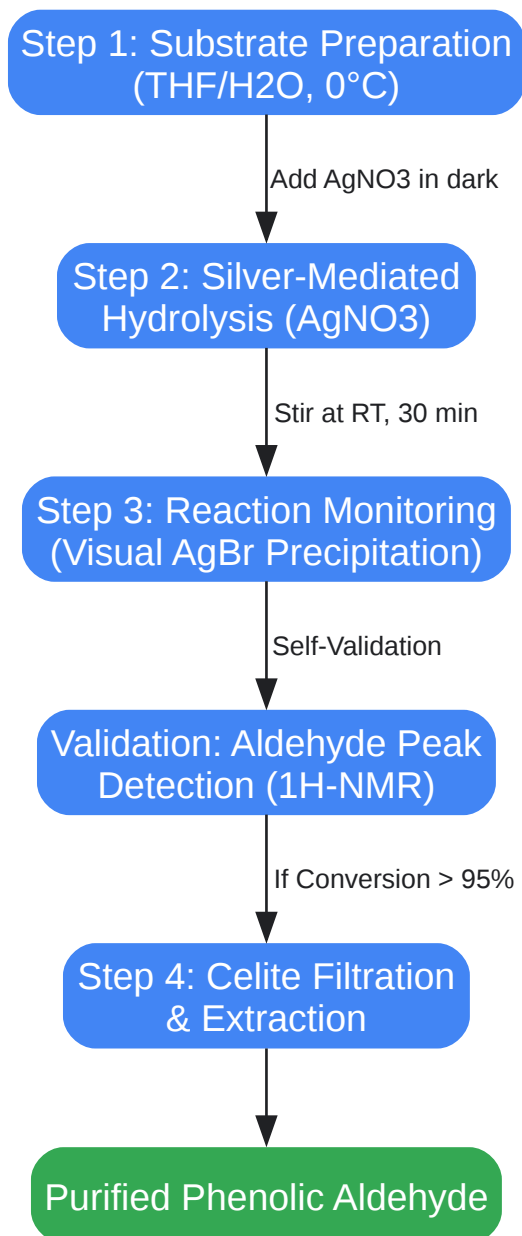 Step 1: Substrate Preparation
(THF/H2O, 0°C)
Add AgNO3 in dark
Step 2: Silver-Mediated
Hydrolysis (AgNO3)
Stir at RT, 30 min
Step 3: Reaction Monitoring
(Visual AgBr Precipitation)
Self-Validation
Validation: Aldehyde Peak
Detection (1H-NMR)
If Conversion > 95%
Step 4: Celite Filtration
& Extraction
Purified Phenolic Aldehyde